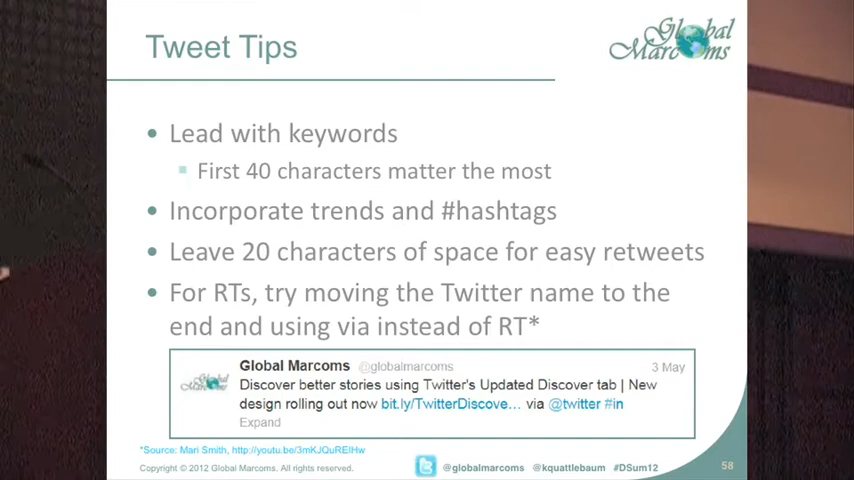 Tweet Tips
Global
Marcoms
Lead with keywords
First 40 characters matter the most
Incorporate trends and #hashtags
Leave 20 characters of space for easy retweets
For RTs, try moving the Twitter name to the
end and using via instead of RT*
Global Marcoms @globalmarcoms 3 May
Discover better stories using Twitter's Updated Discover tab | New
design rolling out now bit.ly/TwitterDiscove... via @twitter #in
Expand
*Source: Mari Smith, http://youtu.be/3mKJQuREIHw
Copyright © 2012 Global Marcoms. All rights reserved. @globalmarcoms @kquattlebaum #DSum12 58